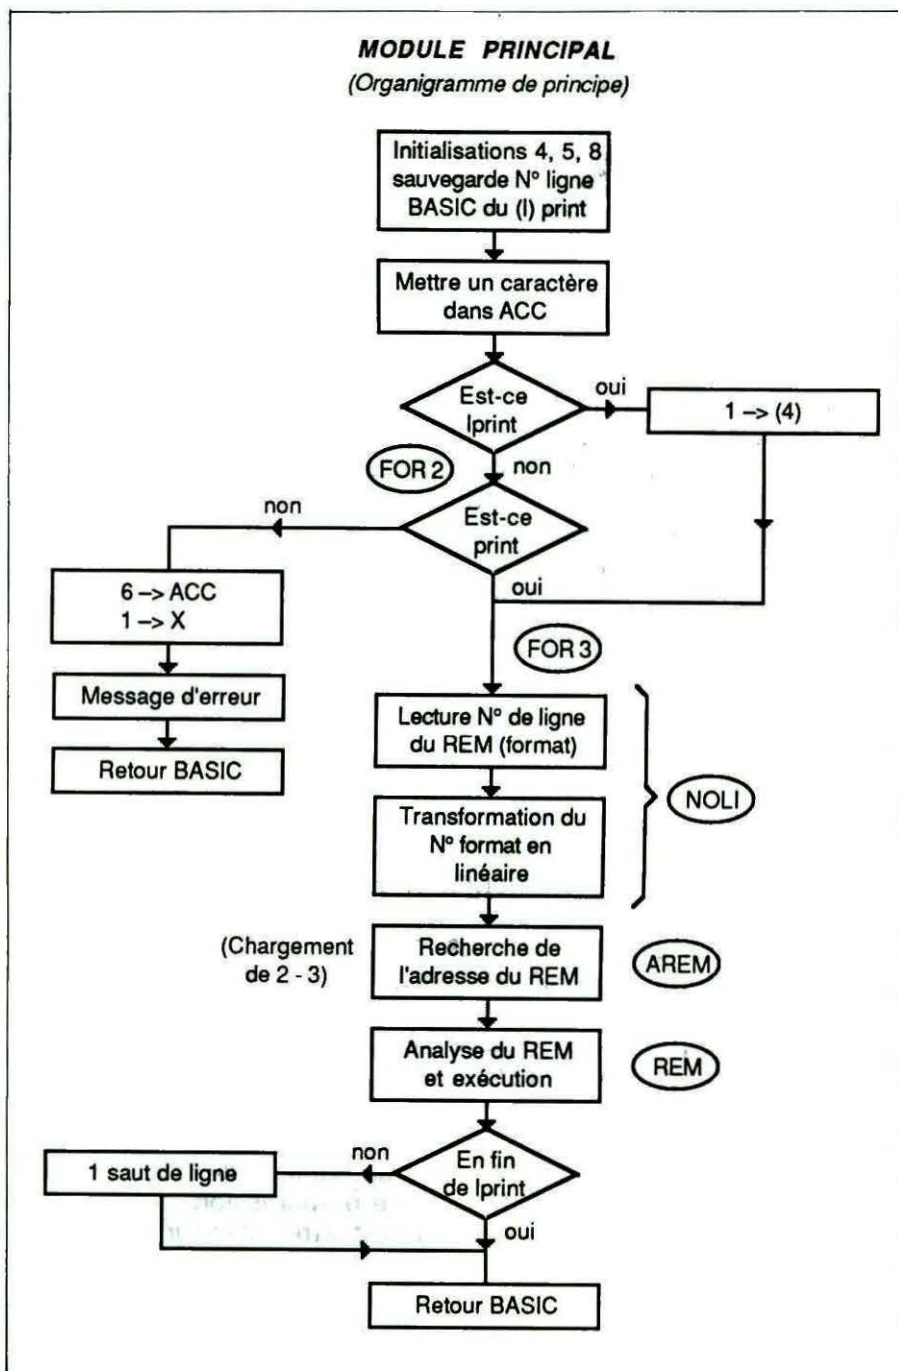 MODULE PRINCIPAL
(Organigramme de principe)
Initialisations 4, 5, 8
sauvegarde N° ligne
BASIC du (l) print
Mettre un caractère
dans ACC
Est-ce
lprint
oui
1 –> (4)
non
FOR 2
Est-ce
print
non
oui
6 –> ACC
1 –> X
Message d'erreur
Retour BASIC
FOR 3
Lecture N° de ligne
du REM (format)
Transformation du
N° format en
linéaire
NOLI
(Chargement
de 2 - 3)
Recherche de
l'adresse du REM
AREM
Analyse du REM
et exécution
REM
En fin
de lprint
non
1 saut de ligne
oui
Retour BASIC